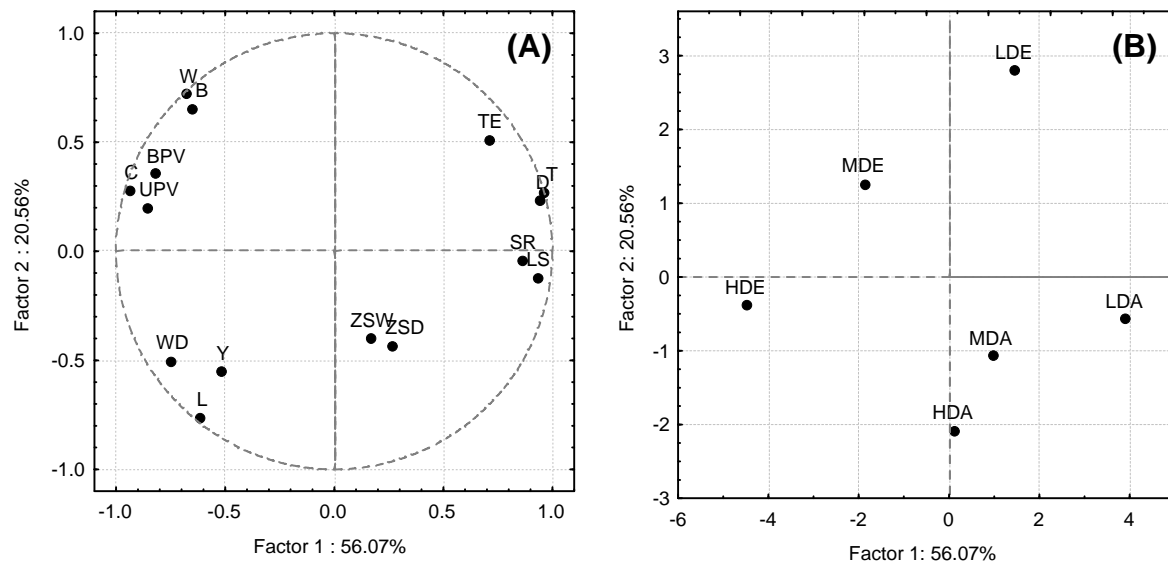 (A)
1.0
0.5
0.0
-0.5
-1.0
Factor 2 : 20.56%
W
B
BPV
C
UPV
TE
T
D
SR
LS
ZSW
ZSD
WD
Y
L
-1.0 -0.5 0.0 0.5 1.0
Factor 1 : 56.07%
(B)
3
2
1
0
-1
-2
-3
Factor 2: 20.56%
LDE
MDE
HDE
LDA
MDA
HDA
-6 -4 -2 0 2 4
Factor 1: 56.07%